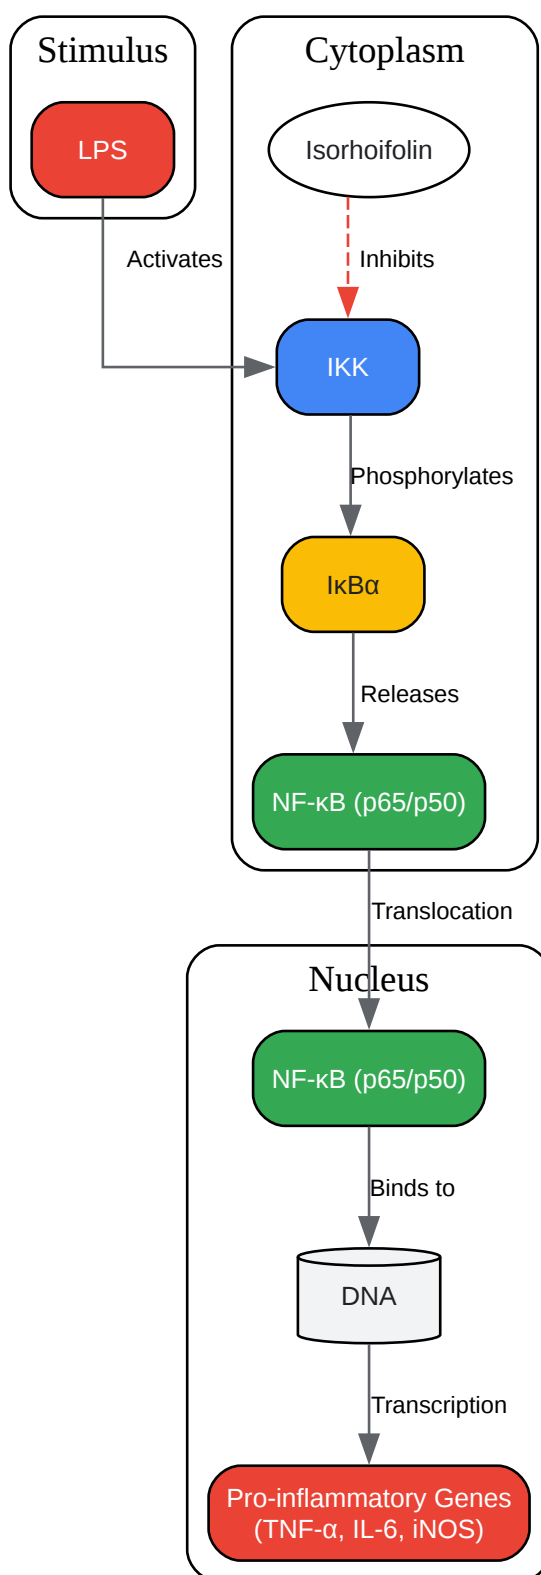 Stimulus
Cytoplasm
LPS
Isorhoifolin
Activates
Inhibits
IKK
Phosphorylates
IκBα
Releases
NF-κB (p65/p50)
Translocation
Nucleus
NF-κB (p65/p50)
Binds to
DNA
Transcription
Pro-inflammatory Genes
(TNF-α, IL-6, iNOS)